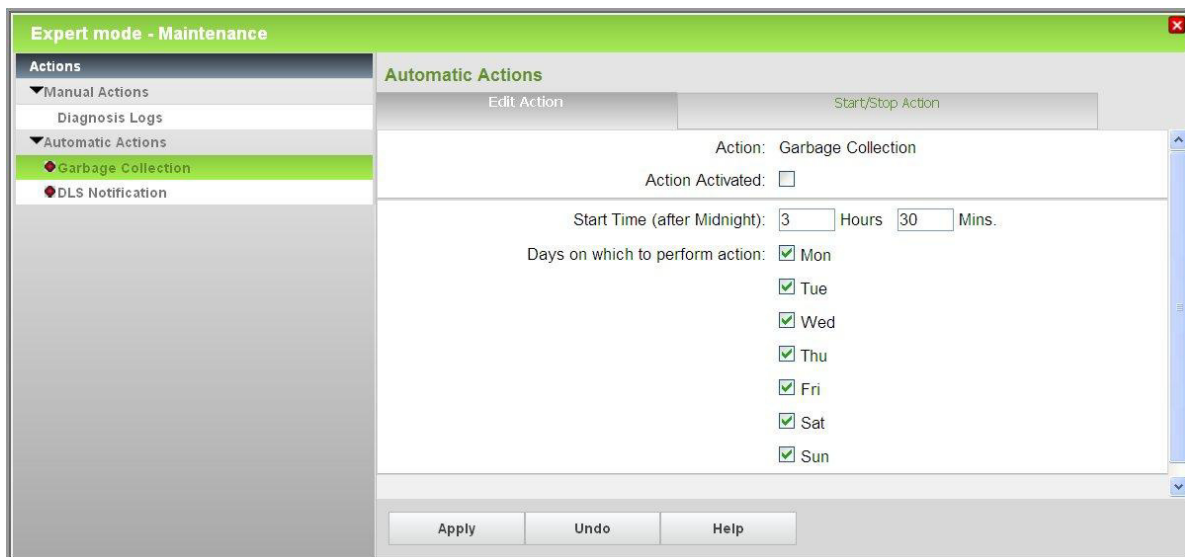 Expert mode - Maintenance
Actions
Manual Actions
Diagnosis Logs
Automatic Actions
Garbage Collection
DLS Notification
Automatic Actions
Edit Action
Start/Stop Action
Action: Garbage Collection
Action Activated:
Start Time (after Midnight): 3 Hours 30 Mins.
Days on which to perform action: Mon
Tue
Wed
Thu
Fri
Sat
Sun
Apply
Undo
Help